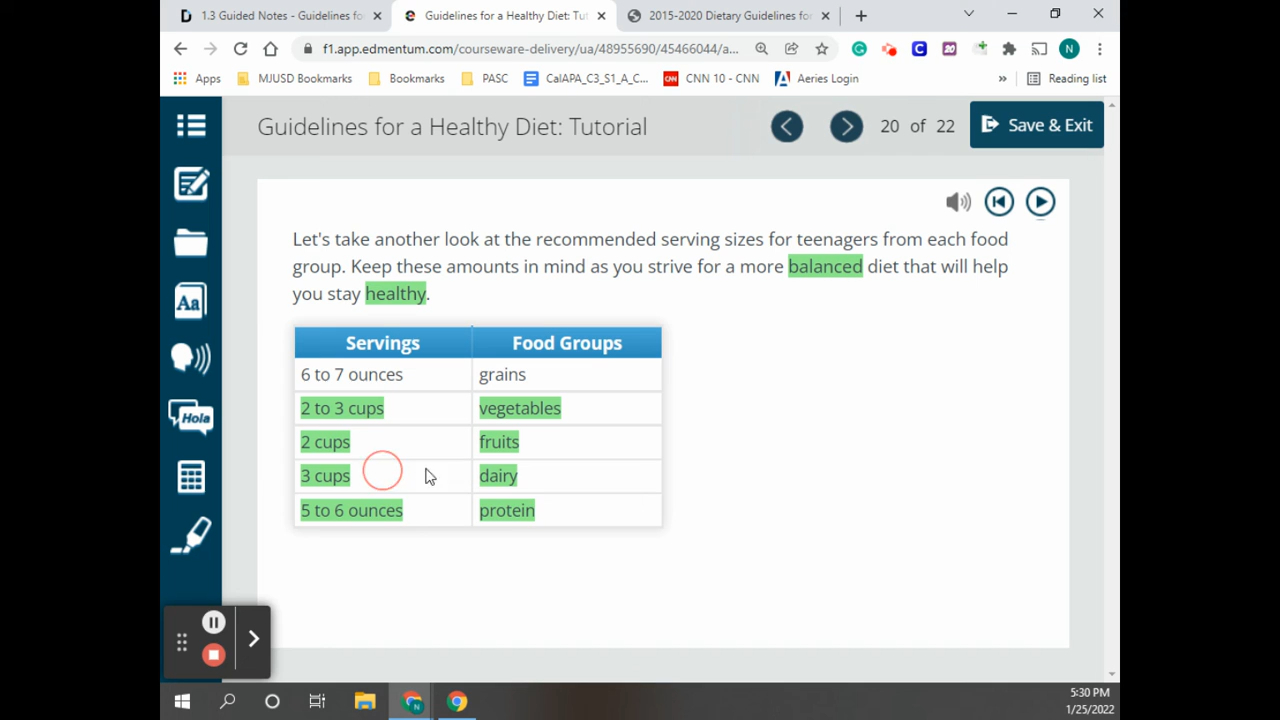 1.3 Guided Notes - Guidelines fo
Guidelines for a Healthy Diet: Tut
2015-2020 Dietary Guidelines for
f1.app.edmentum.com/courseware-delivery/ua/48955690/45466044/a...
20
N
Apps
MJUSD Bookmarks
Bookmarks
PASC
CalAPA_C3_S1_A_C...
CNN 10 - CNN
Aeries Login
»
Reading list
Guidelines for a Healthy Diet: Tutorial
20 of 22
Save & Exit
Aa
Hola
Let's take another look at the recommended serving sizes for teenagers from each food
group. Keep these amounts in mind as you strive for a more balanced diet that will help
you stay healthy.
Servings Food Groups
6 to 7 ounces grains
2 to 3 cups vegetables
2 cups fruits
3 cups dairy
5 to 6 ounces protein
5:30 PM
1/25/2022